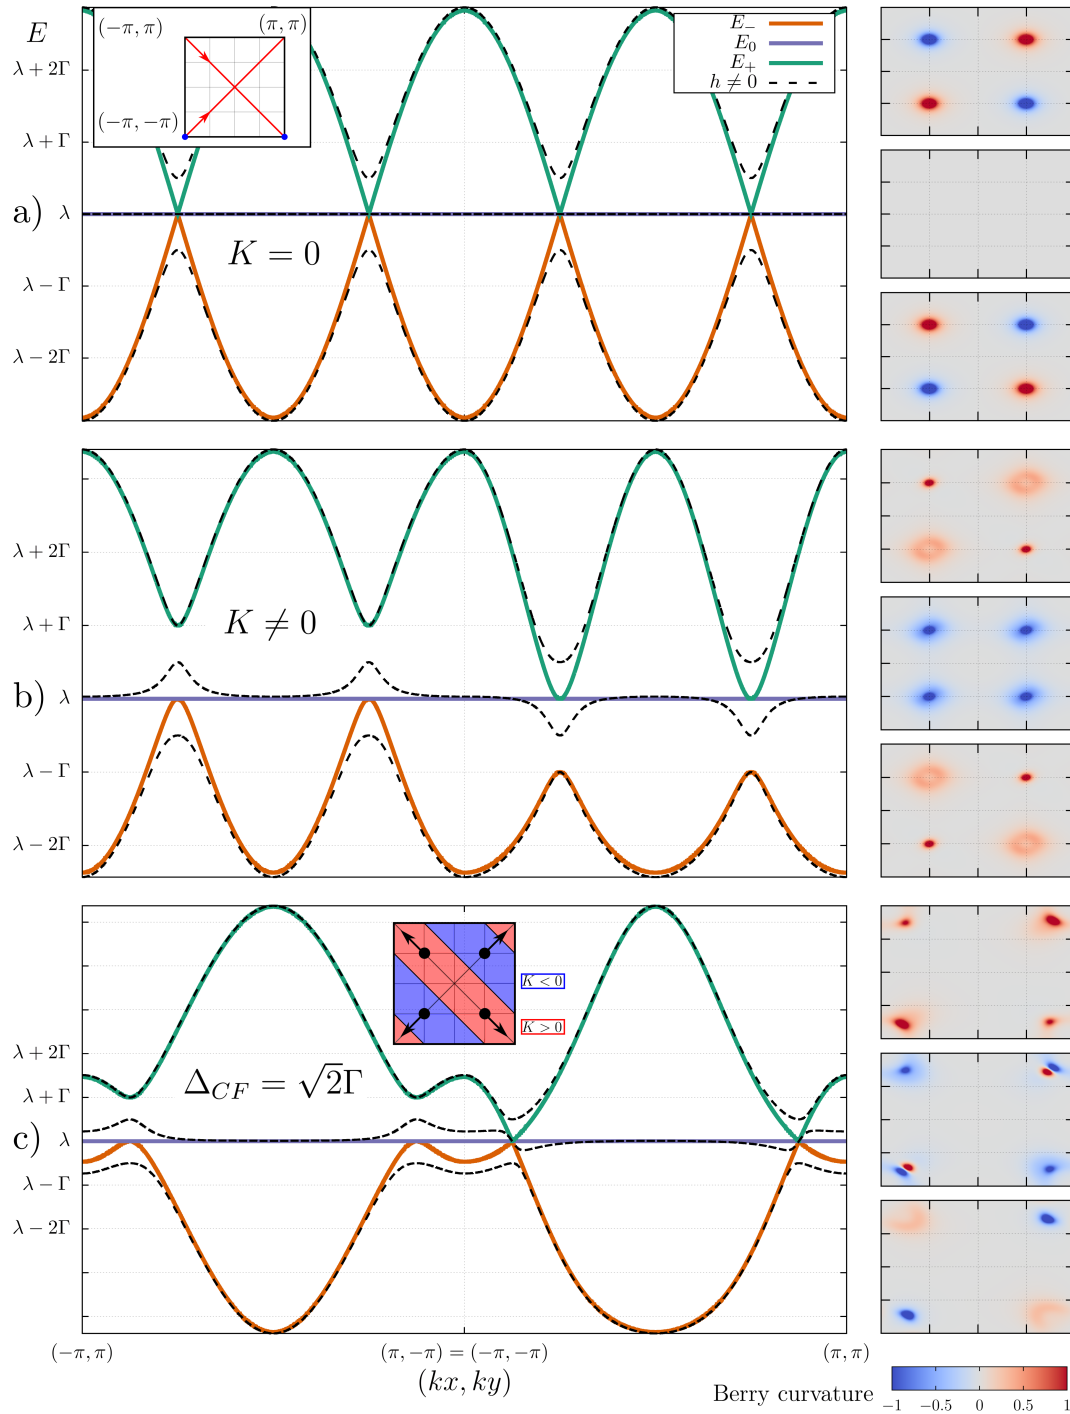 E
λ + 2Γ
λ + Γ
λ
λ − Γ
λ − 2Γ
a)
(−π, π)
(π, π)
(−π, −π)
E₋
E₀
E₊
h ≠ 0
K = 0
λ + 2Γ
λ + Γ
λ
λ − Γ
λ − 2Γ
b)
K ≠ 0
λ + 2Γ
λ + Γ
λ
λ − Γ
λ − 2Γ
c)
K < 0
K > 0
Δ_CF = √2Γ
(−π, π)
(π, −π) = (−π, −π)
(π, π)
(kx, ky)
Berry curvature
−1 −0.5 0 0.5 1